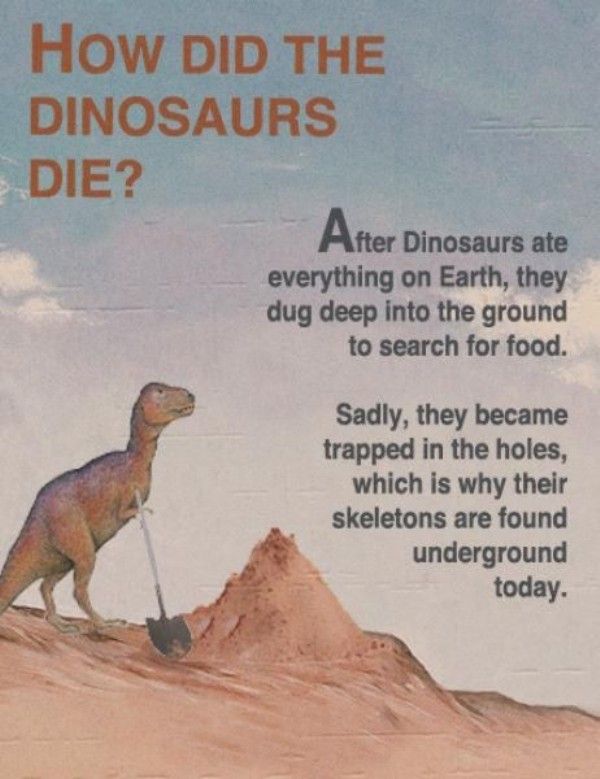 HOW DID THE
DINOSAURS
DIE?
After Dinosaurs ate
everything on Earth, they
dug deep into the ground
to search for food.
Sadly, they became
trapped in the holes,
which is why their
skeletons are found
underground
today.